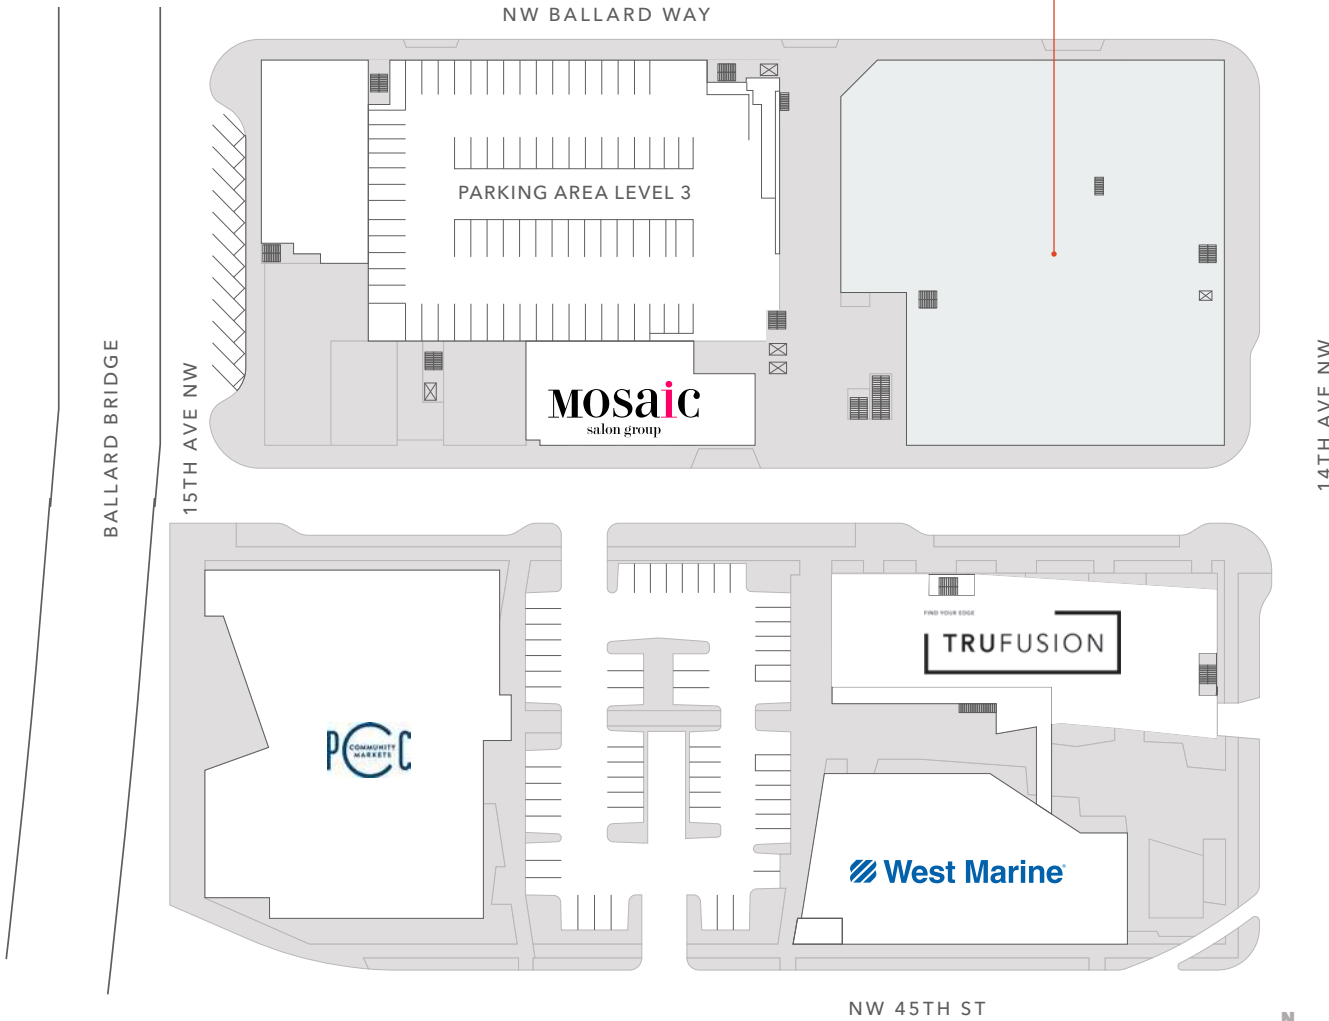 NW BALLARD WAY
PARKING AREA LEVEL 3
BALLARD BRIDGE
15TH AVE NW
14TH AVE NW
MOSAIC
salon group
FIND YOUR EDGE
TRUFUSION
PCC
COMMUNITY
MARKETS
West Marine
NW 45TH ST
N